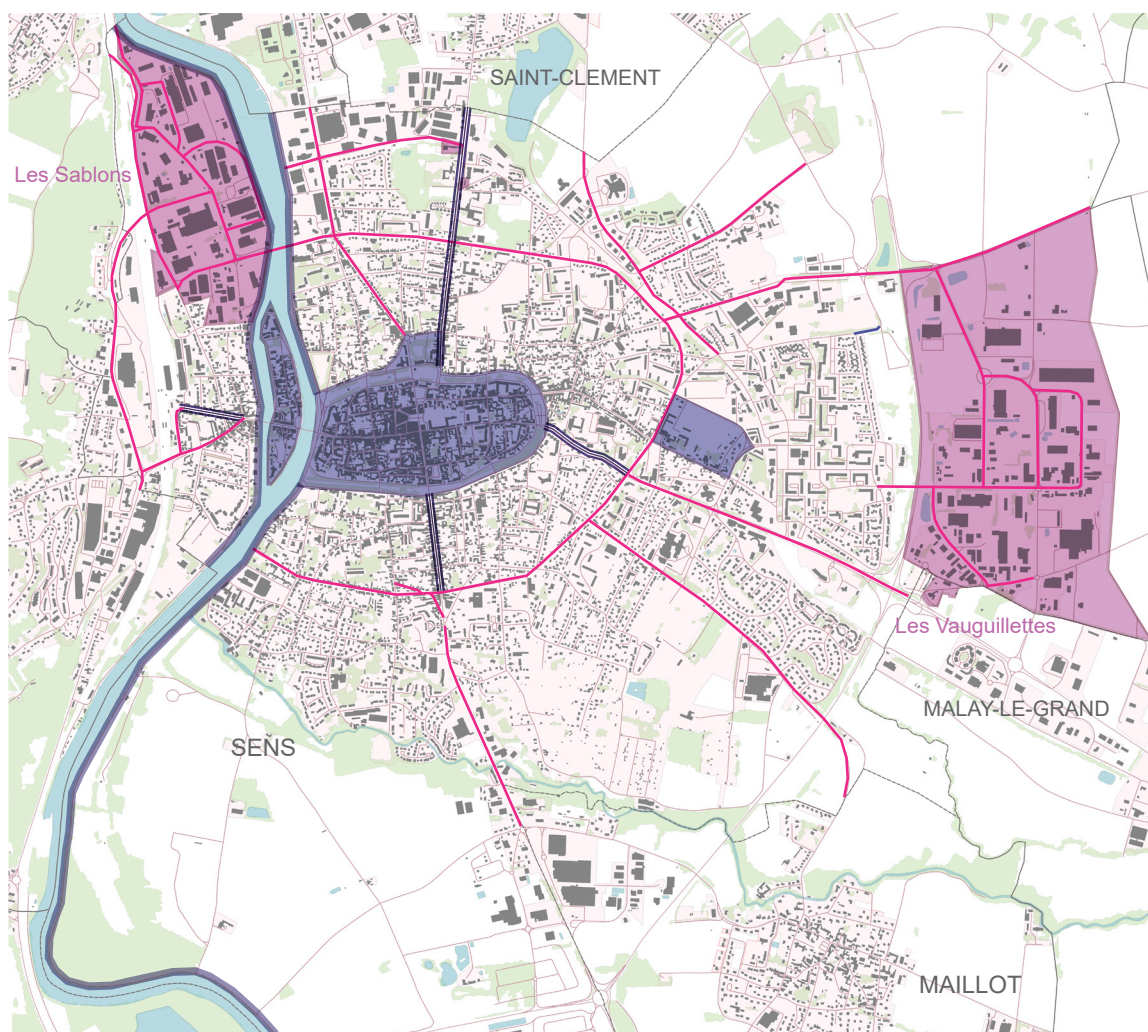 SAINT-CLEMENT
Les Sablons
Les Vauguillettes
MALAY-LE-GRAND
SENS
MAILLOT